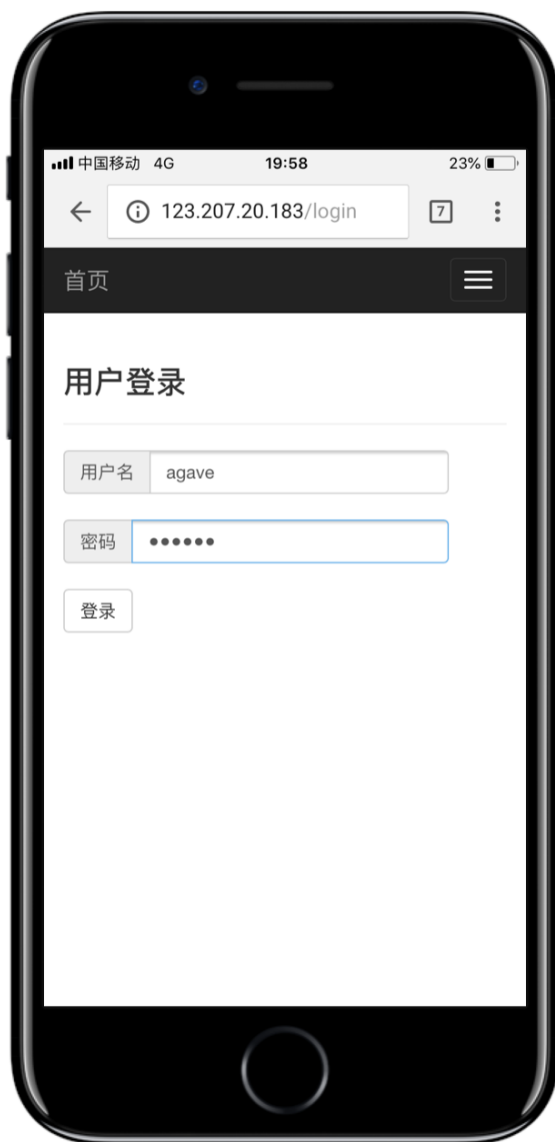 中国移动 4G 19:58 23%
123.207.20.183/login 7
首页
用户登录
用户名 agave
密码 ••••••
登录